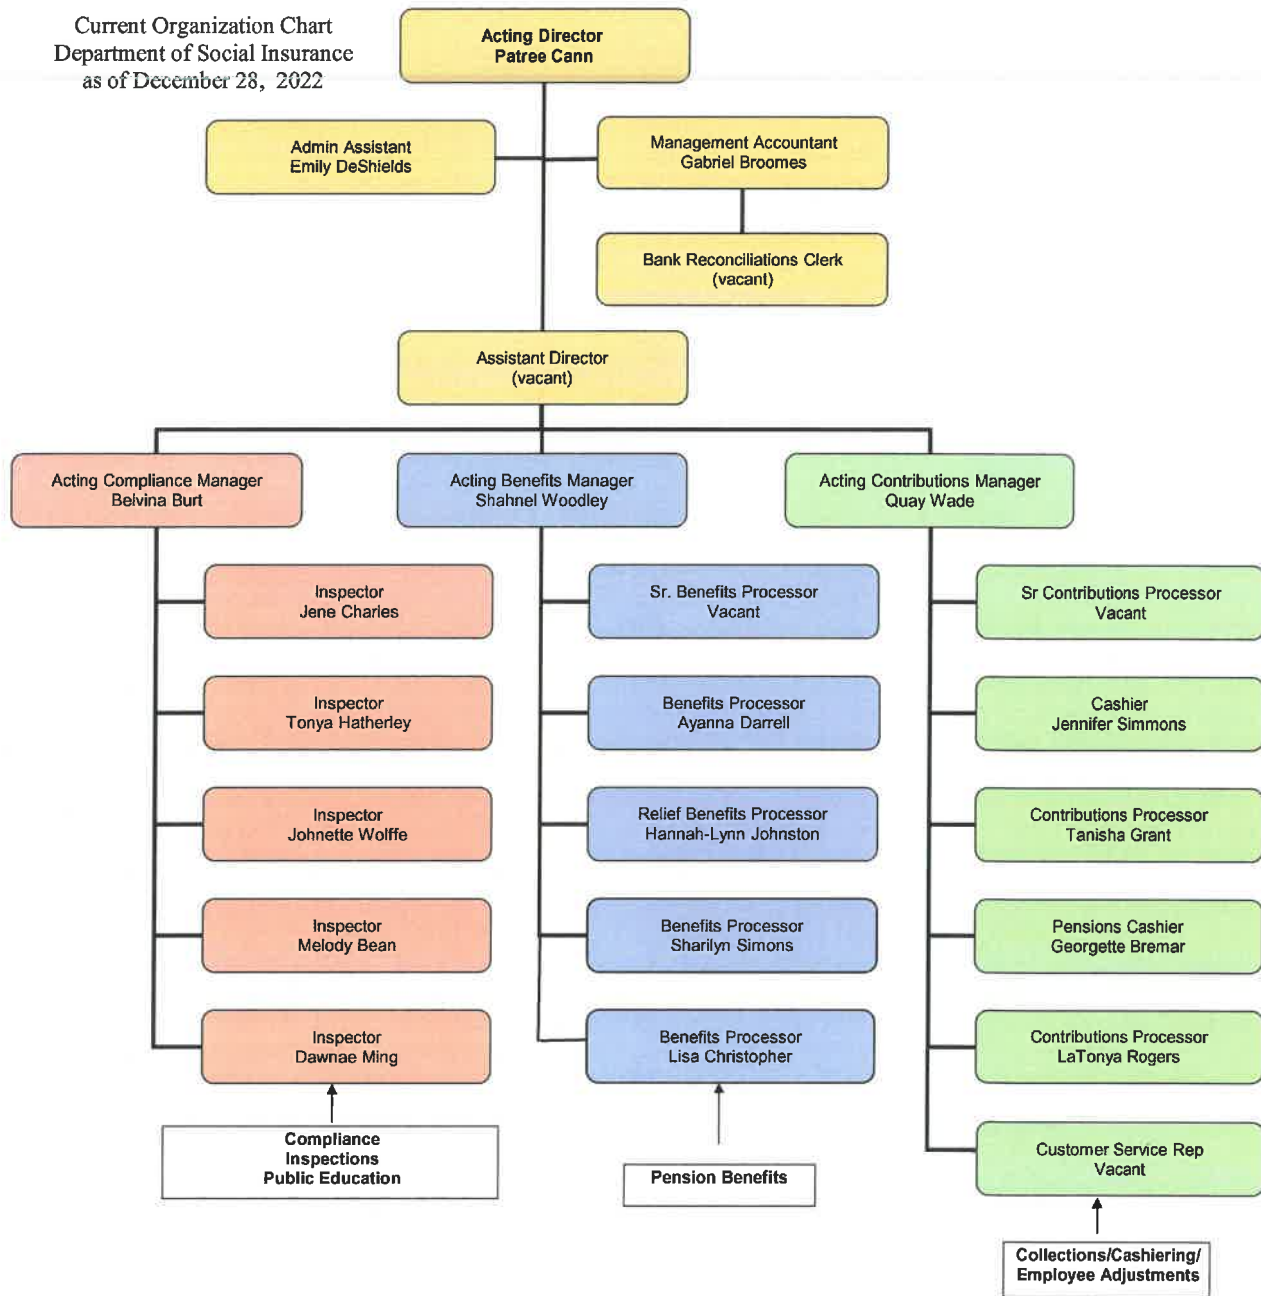 Current Organization Chart
Department of Social Insurance
as of December 28, 2022
Acting Director
Patree Cann
Admin Assistant
Emily DeShields
Management Accountant
Gabriel Broomes
Bank Reconciliations Clerk
(vacant)
Assistant Director
(vacant)
Acting Compliance Manager
Belvina Burt
Acting Benefits Manager
Shahnel Woodley
Acting Contributions Manager
Quay Wade
Inspector
Jene Charles
Sr. Benefits Processor
Vacant
Sr Contributions Processor
Vacant
Inspector
Tonya Hatherley
Benefits Processor
Ayanna Darrell
Cashier
Jennifer Simmons
Inspector
Johnette Wolffe
Relief Benefits Processor
Hannah-Lynn Johnston
Contributions Processor
Tanisha Grant
Inspector
Melody Bean
Benefits Processor
Sharilyn Simons
Pensions Cashier
Georgette Bremar
Inspector
Dawnae Ming
Benefits Processor
Lisa Christopher
Contributions Processor
LaTonya Rogers
Compliance
Inspections
Public Education
Pension Benefits
Customer Service Rep
Vacant
Collections/Cashiering/
Employee Adjustments